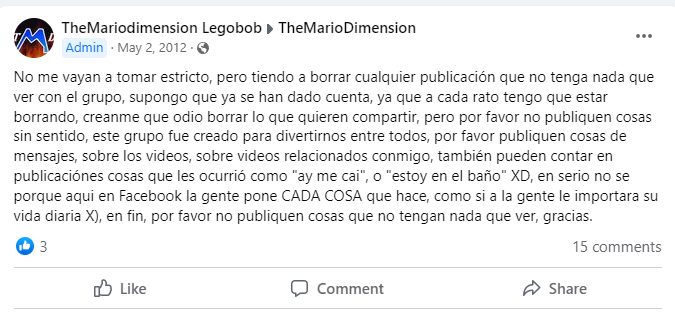 TheMariodimension Legobob ▸ TheMarioDimension
Admin · May 2, 2012 ·
No me vayan a tomar estricto, pero tiendo a borrar cualquier publicación que no tenga nada que
ver con el grupo, supongo que ya se han dado cuenta, ya que a cada rato tengo que estar
borrando, creanme que odio borrar lo que quieren compartir, pero por favor no publiquen cosas
sin sentido, este grupo fue creado para divertirnos entre todos, por favor publiquen cosas de
mensajes, sobre los videos, sobre videos relacionados conmigo, también pueden contar en
publicaciónes cosas que les ocurrió como "ay me cai", o "estoy en el baño" XD, en serio no se
porque aqui en Facebook la gente pone CADA COSA que hace, como si a la gente le importara su
vida diaria X), en fin, por favor no publiquen cosas que no tengan nada que ver, gracias.
3
15 comments
Like
Comment
Share